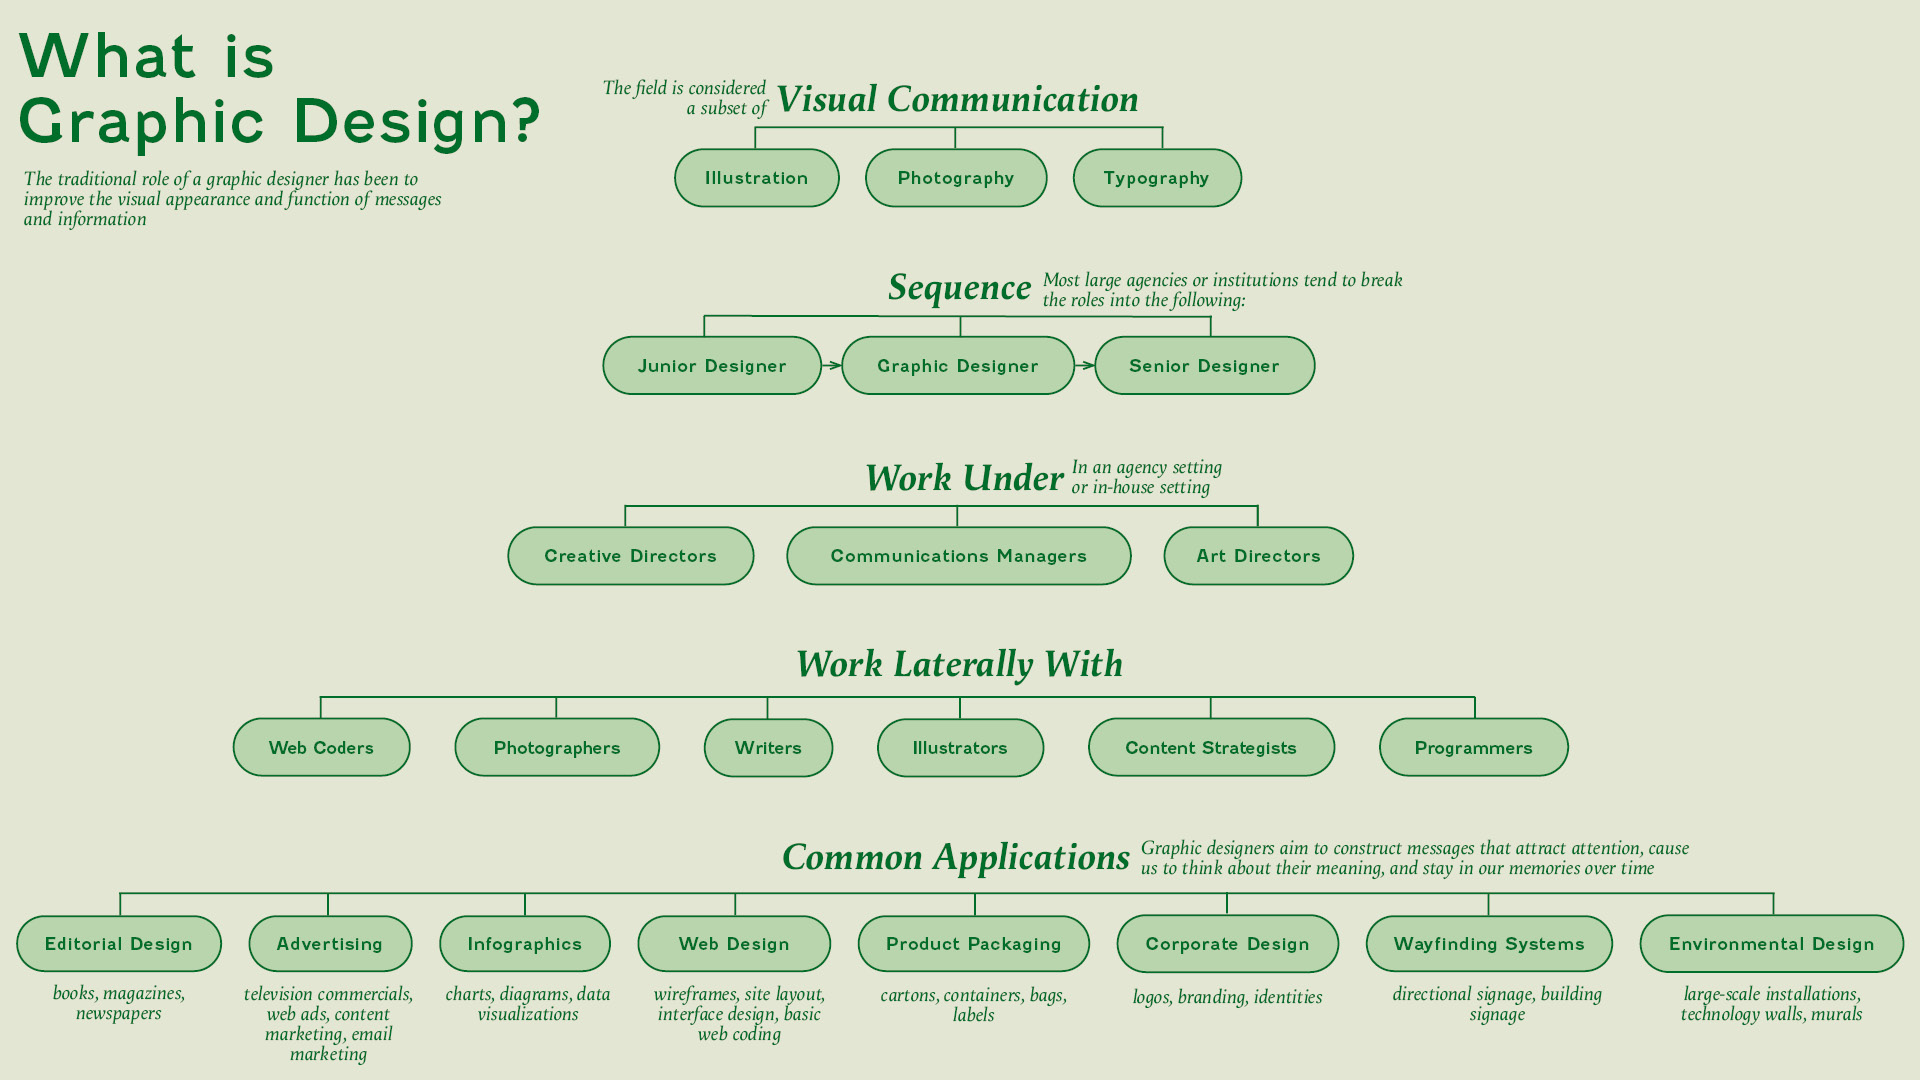 What is
Graphic Design?
The traditional role of a graphic designer has been to
improve the visual appearance and function of messages
and information
The field is considered
a subset of
Visual Communication
Illustration
Photography
Typography
Sequence
Most large agencies or institutions tend to break
the roles into the following:
Junior Designer
Graphic Designer
Senior Designer
Work Under
In an agency setting
or in-house setting
Creative Directors
Communications Managers
Art Directors
Work Laterally With
Web Coders
Photographers
Writers
Illustrators
Content Strategists
Programmers
Common Applications
Graphic designers aim to construct messages that attract attention, cause
us to think about their meaning, and stay in our memories over time
Editorial Design
books, magazines,
newspapers
Advertising
television commercials,
web ads, content
marketing, email
marketing
Infographics
charts, diagrams, data
visualizations
Web Design
wireframes, site layout,
interface design, basic
web coding
Product Packaging
cartons, containers, bags,
labels
Corporate Design
logos, branding, identities
Wayfinding Systems
directional signage, building
signage
Environmental Design
large-scale installations,
technology walls, murals